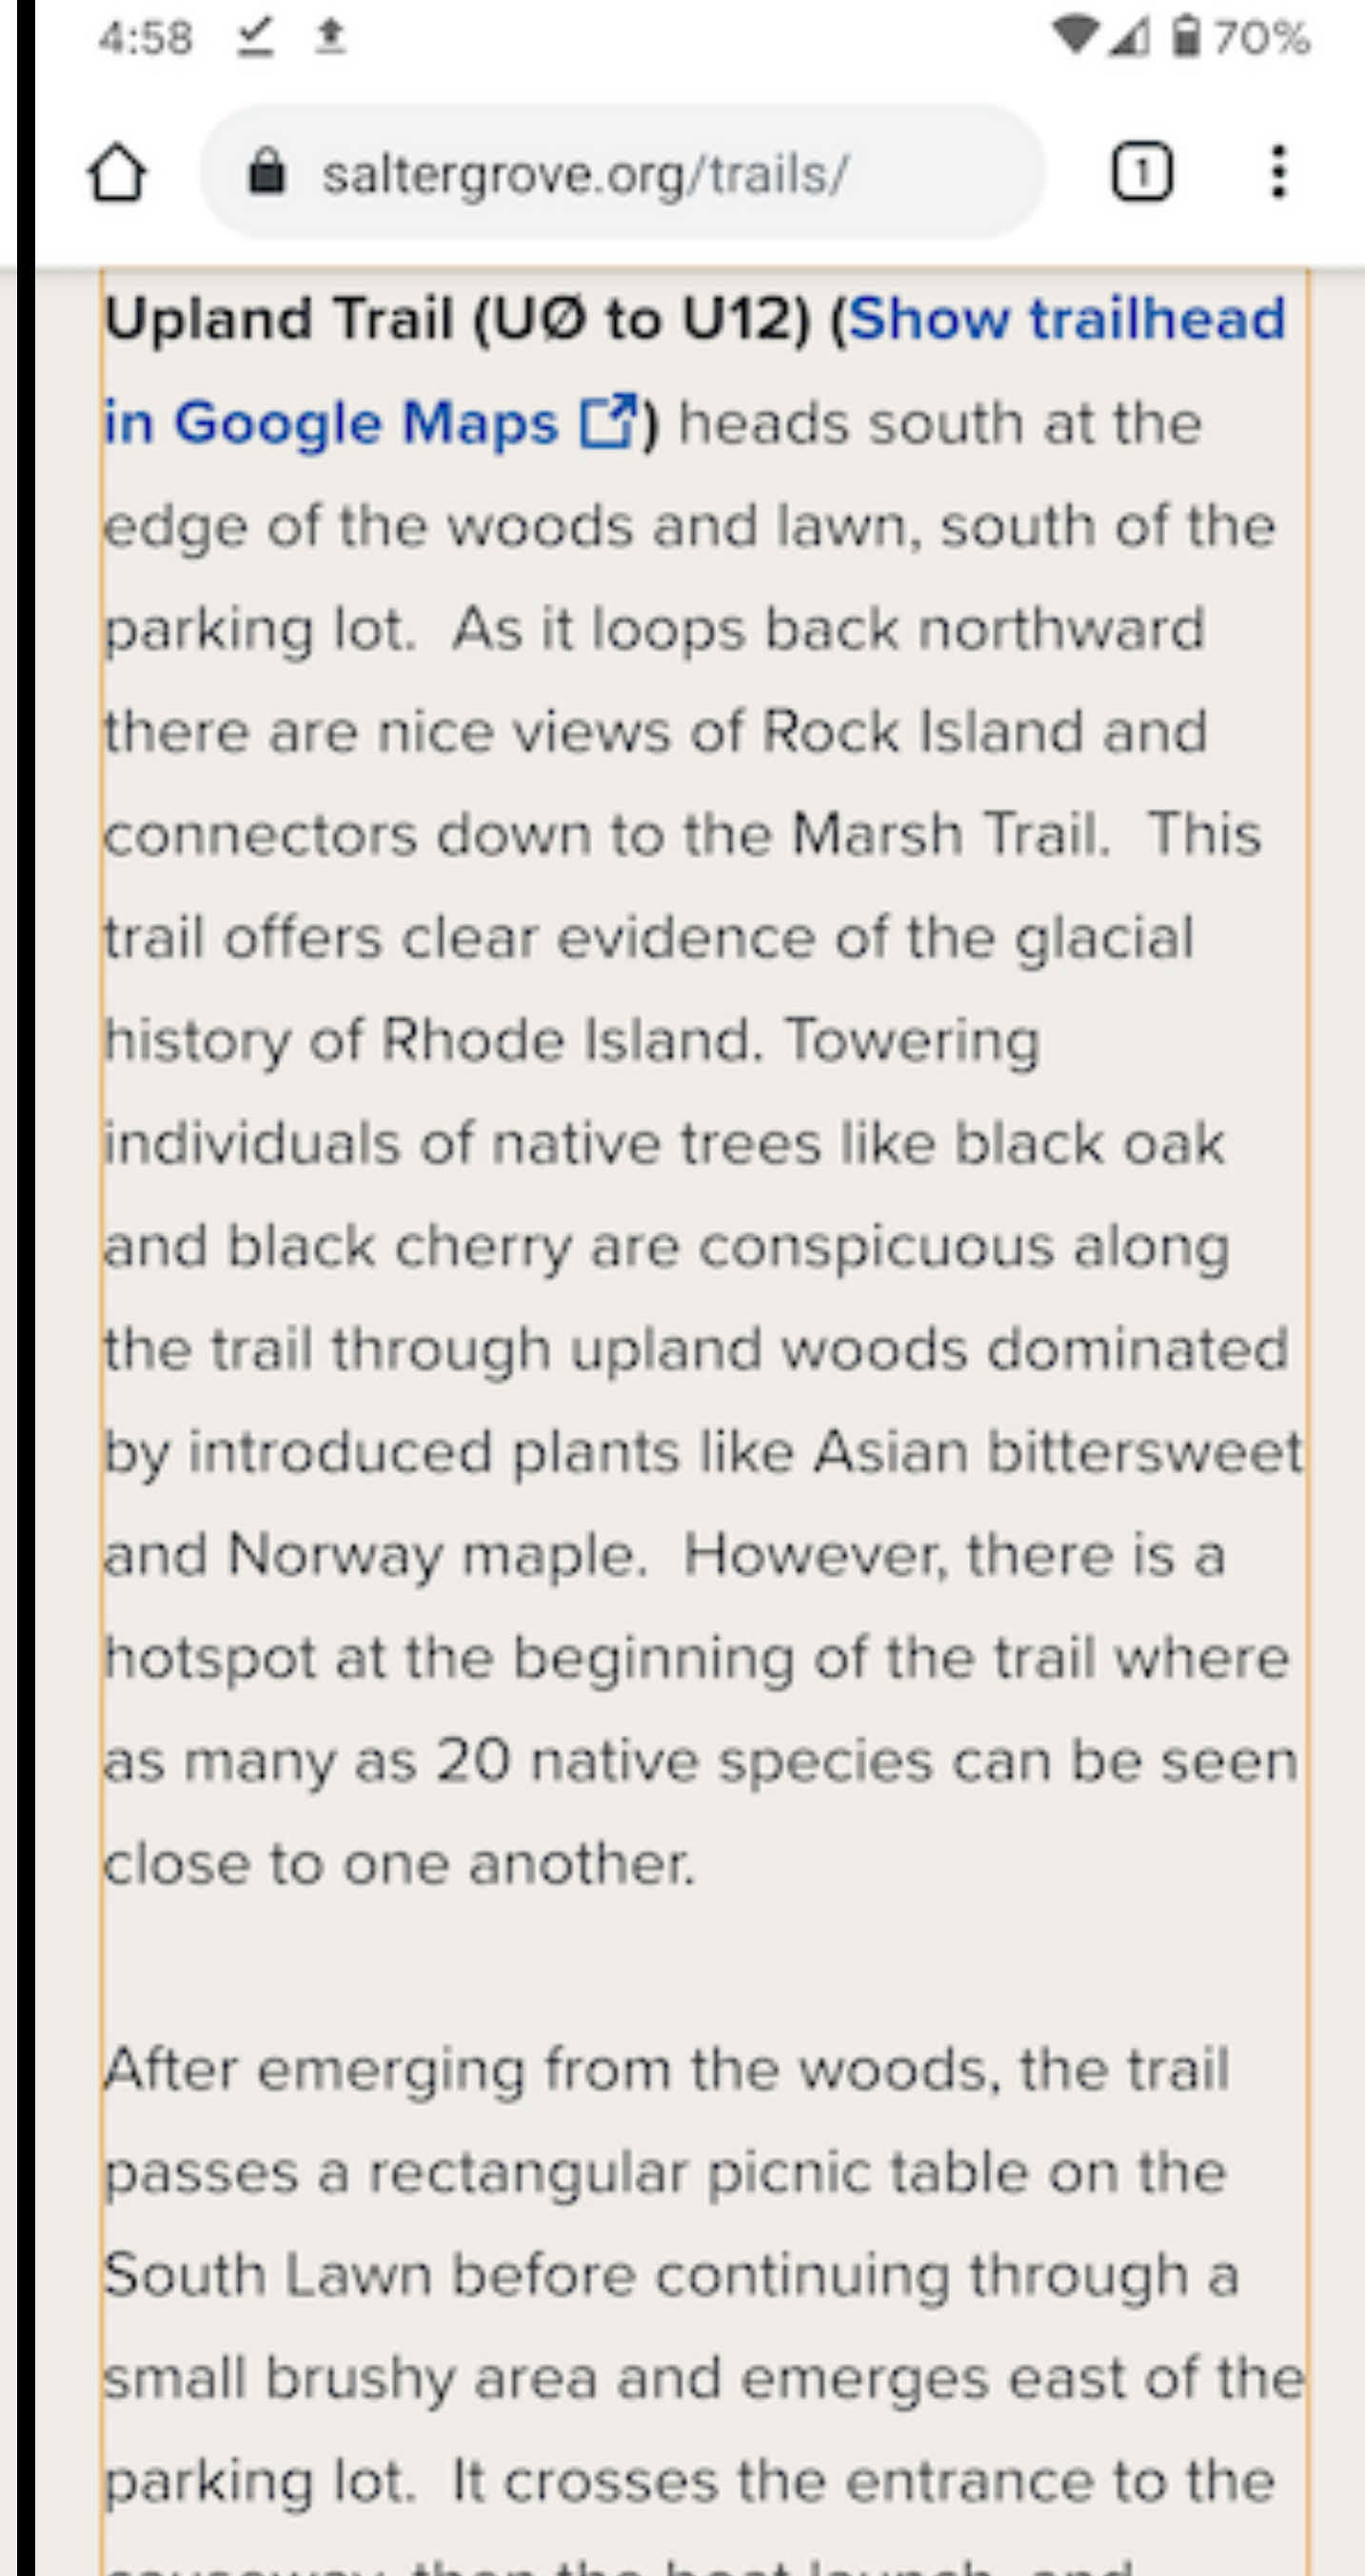 4:58 70%
saltergrove.org/trails/ 1
Upland Trail (UØ to U12) (Show trailhead
in Google Maps ) heads south at the
edge of the woods and lawn, south of the
parking lot.  As it loops back northward
there are nice views of Rock Island and
connectors down to the Marsh Trail.  This
trail offers clear evidence of the glacial
history of Rhode Island. Towering
individuals of native trees like black oak
and black cherry are conspicuous along
the trail through upland woods dominated
by introduced plants like Asian bittersweet
and Norway maple.  However, there is a
hotspot at the beginning of the trail where
as many as 20 native species can be seen
close to one another.
After emerging from the woods, the trail
passes a rectangular picnic table on the
South Lawn before continuing through a
small brushy area and emerges east of the
parking lot.  It crosses the entrance to the
causeway, then the boat launch, and